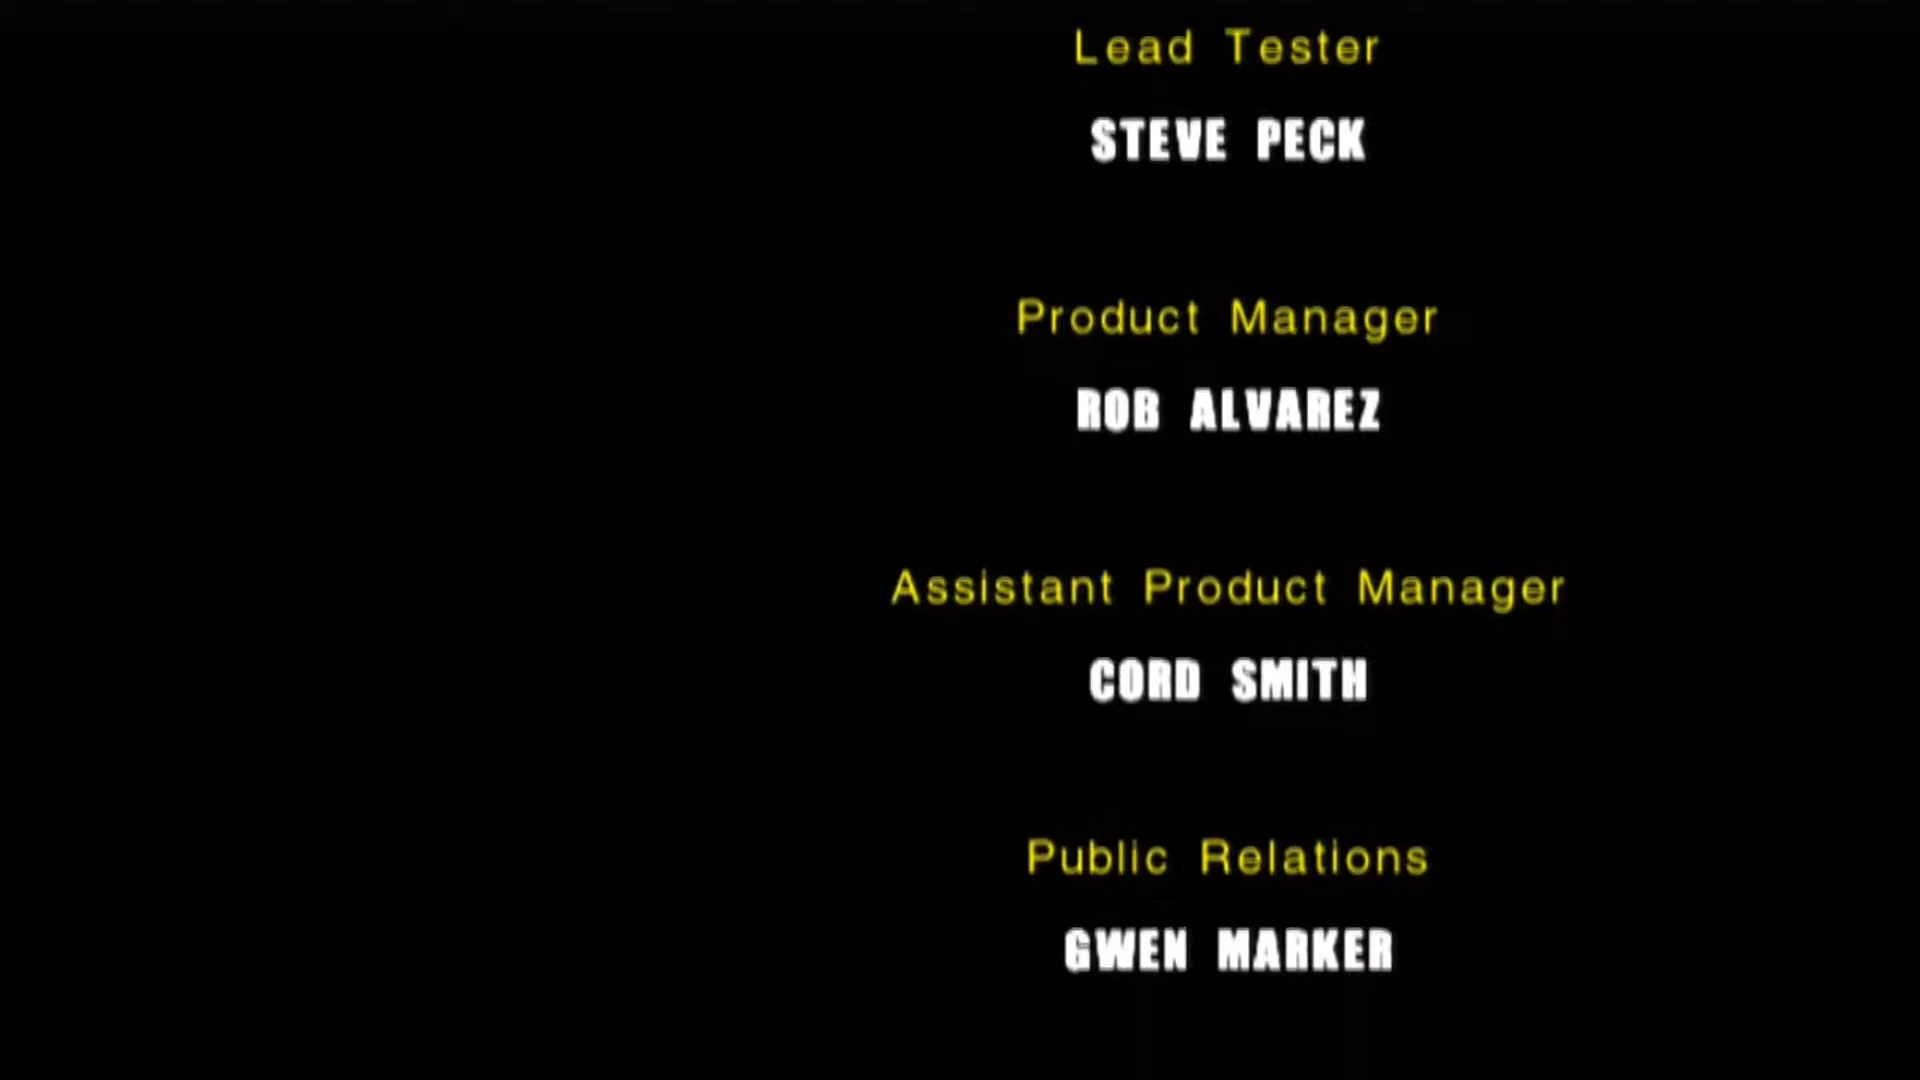 Lead Tester
STEVE PECK
Product Manager
ROB ALVAREZ
Assistant Product Manager
CORD SMITH
Public Relations
GWEN MARKER